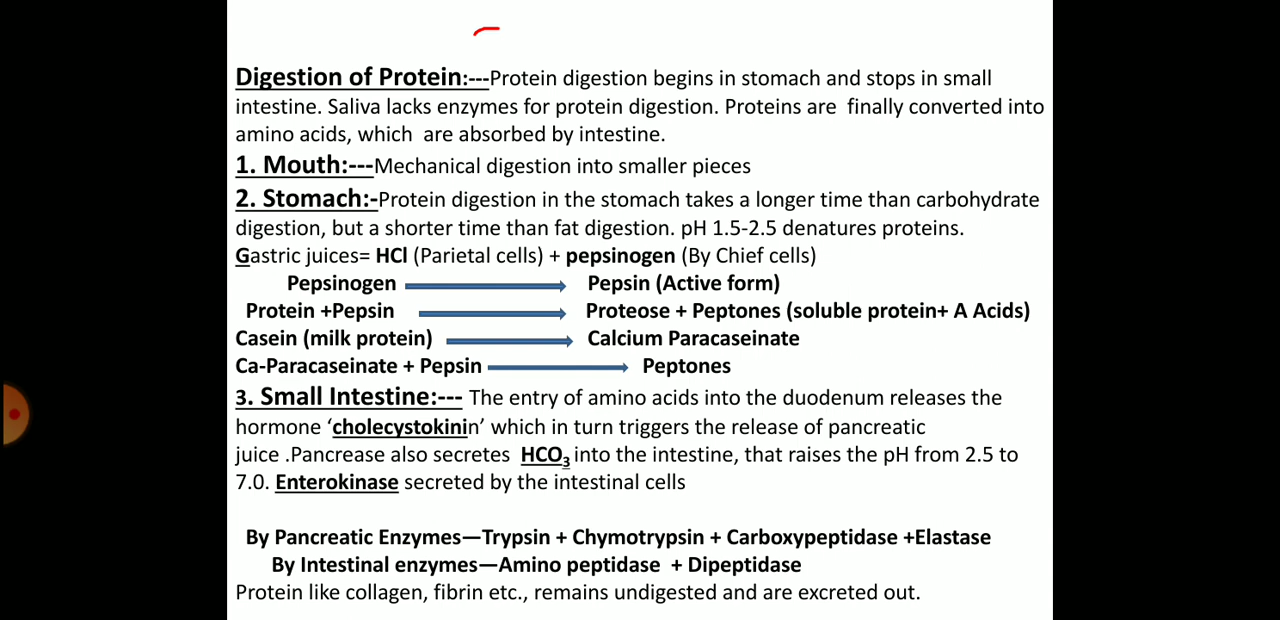 Digestion of Protein:---Protein digestion begins in stomach and stops in small
intestine. Saliva lacks enzymes for protein digestion. Proteins are finally converted into
amino acids, which are absorbed by intestine.
1. Mouth:---Mechanical digestion into smaller pieces
2. Stomach:-Protein digestion in the stomach takes a longer time than carbohydrate
digestion, but a shorter time than fat digestion. pH 1.5-2.5 denatures proteins.
Gastric juices= HCl (Parietal cells) + pepsinogen (By Chief cells)
Pepsinogen Pepsin (Active form)
Protein +Pepsin Proteose + Peptones (soluble protein+ A Acids)
Casein (milk protein) Calcium Paracaseinate
Ca-Paracaseinate + Pepsin Peptones
3. Small Intestine:--- The entry of amino acids into the duodenum releases the
hormone ‘cholecystokinin’ which in turn triggers the release of pancreatic
juice .Pancrease also secretes HCO3 into the intestine, that raises the pH from 2.5 to
7.0. Enterokinase secreted by the intestinal cells
By Pancreatic Enzymes—Trypsin + Chymotrypsin + Carboxypeptidase +Elastase
By Intestinal enzymes—Amino peptidase + Dipeptidase
Protein like collagen, fibrin etc., remains undigested and are excreted out.